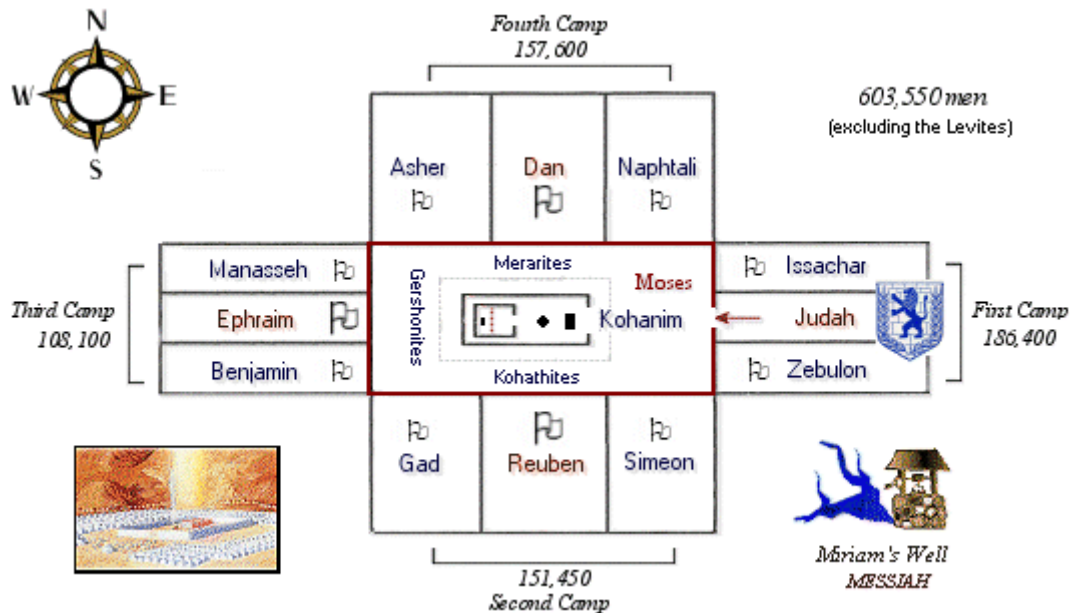 N
W E
S
Fourth Camp
157,600
603,550 men
(excluding the Levites)
Asher
Dan
Naphtali
Manasseh
Ephraim
Benjamin
Third Camp
108,100
Merarites
Moses
Gershonites
Kohanim
Kohathites
Issachar
Judah
Zebulon
First Camp
186,400
Gad
Reuben
Simeon
151,450
Second Camp
Miriam's Well
MESSIAH